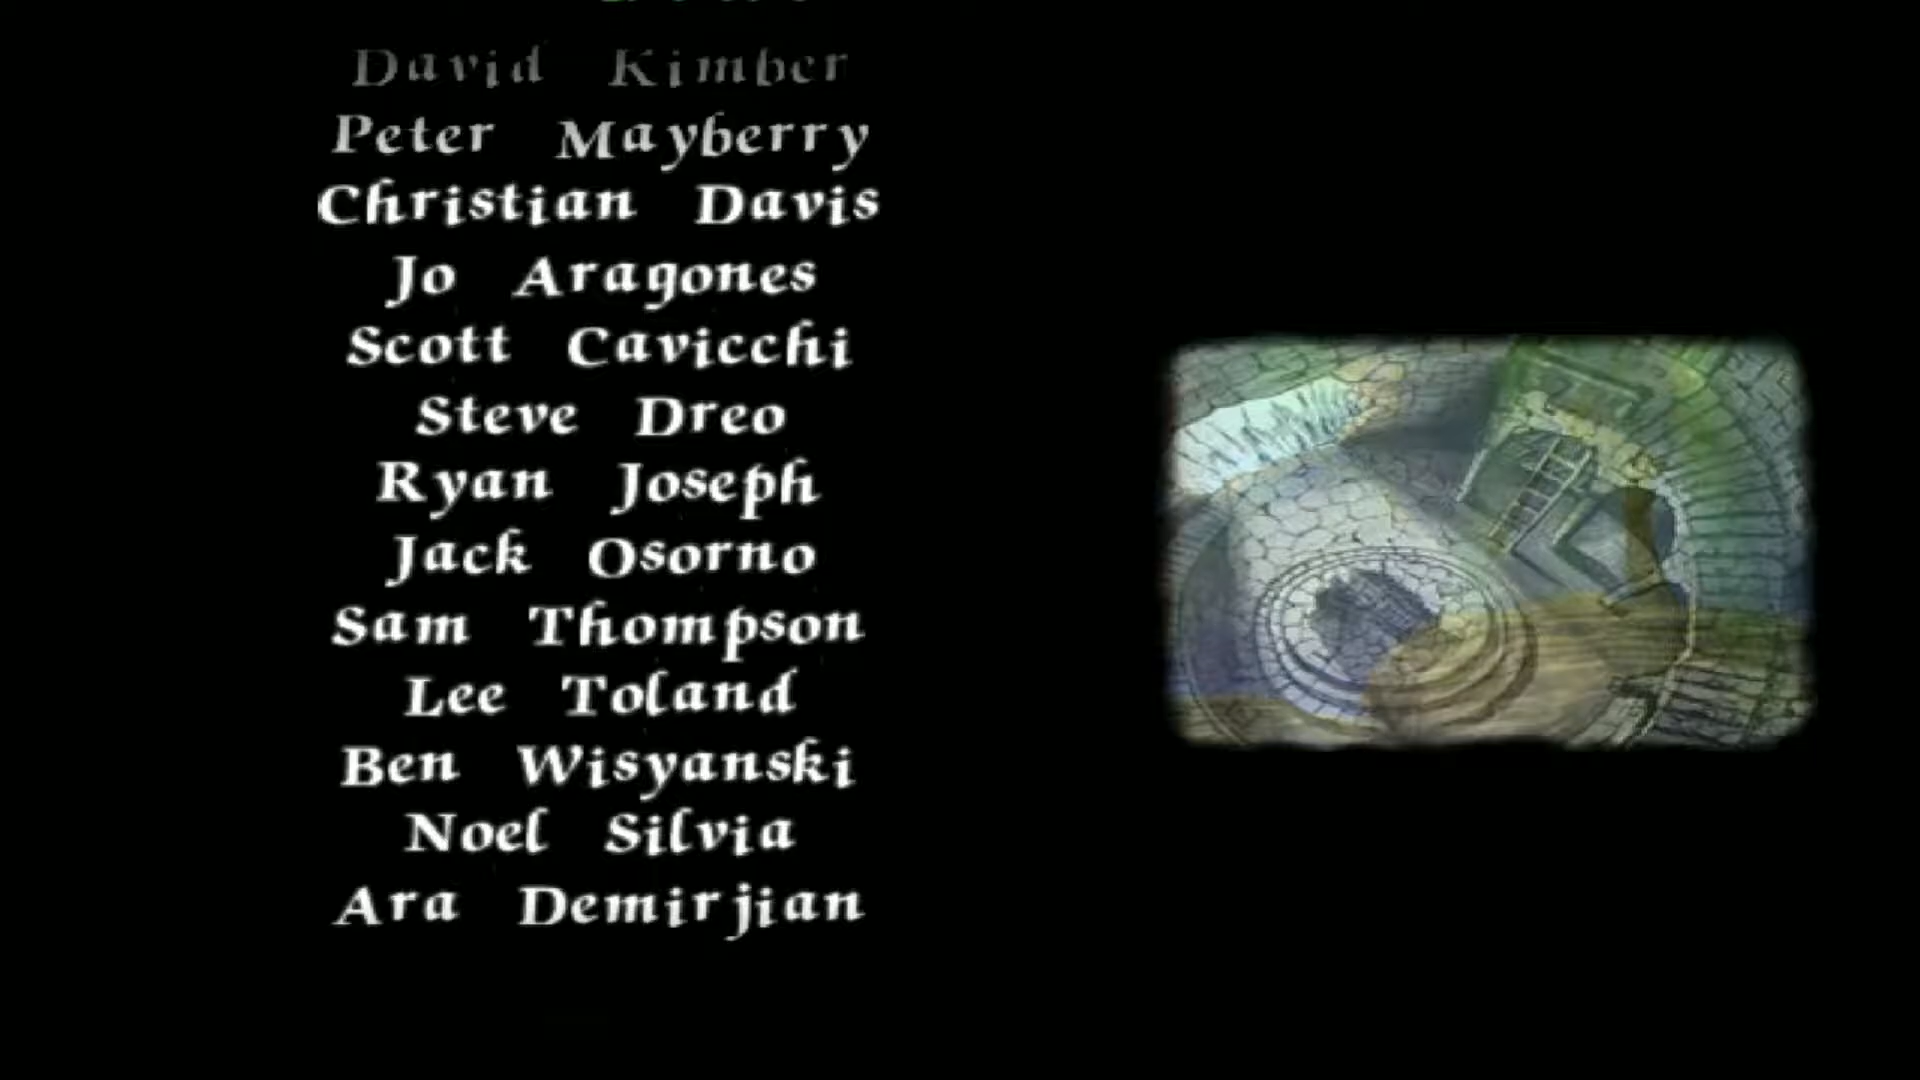 David Kimber
Peter Mayberry
Christian Davis
Jo Aragones
Scott Cavicchi
Steve Dreo
Ryan Joseph
Jack Osorno
Sam Thompson
Lee Toland
Ben Wisyanski
Noel Silvia
Ara Demirjian